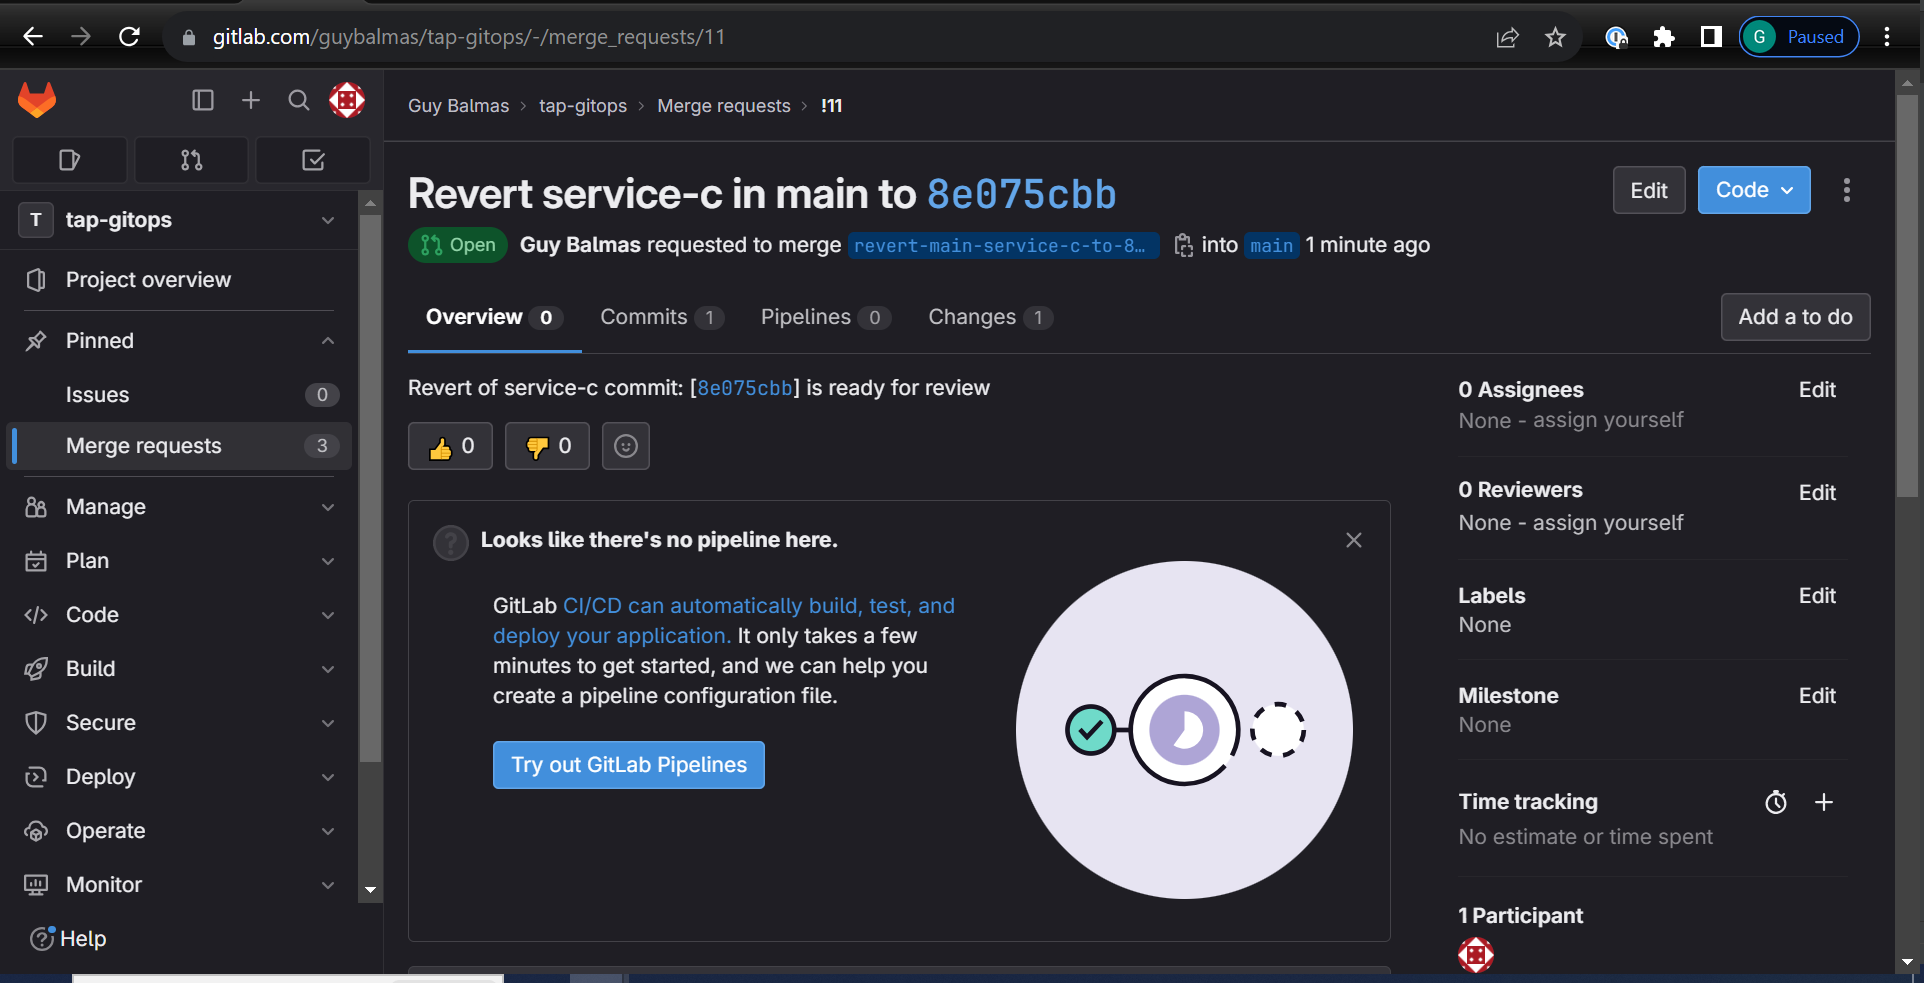 gitlab.com/guybalmas/tap-gitops/-/merge_requests/11
G Paused
Guy Balmas › tap-gitops › Merge requests › !11
T tap-gitops
Project overview
Pinned
Issues 0
Merge requests 3
Manage
Plan
Code
Build
Secure
Deploy
Operate
Monitor
Help
Revert service-c in main to 8e075cbb
Edit
Code
Open Guy Balmas requested to merge revert-main-service-c-to-8… into main 1 minute ago
Overview 0 Commits 1 Pipelines 0 Changes 1
Add a to do
Revert of service-c commit: [8e075cbb] is ready for review
0 0
Looks like there's no pipeline here.
GitLab CI/CD can automatically build, test, and
deploy your application. It only takes a few
minutes to get started, and we can help you
create a pipeline configuration file.
Try out GitLab Pipelines
0 Assignees Edit
None - assign yourself
0 Reviewers Edit
None - assign yourself
Labels Edit
None
Milestone Edit
None
Time tracking
No estimate or time spent
1 Participant